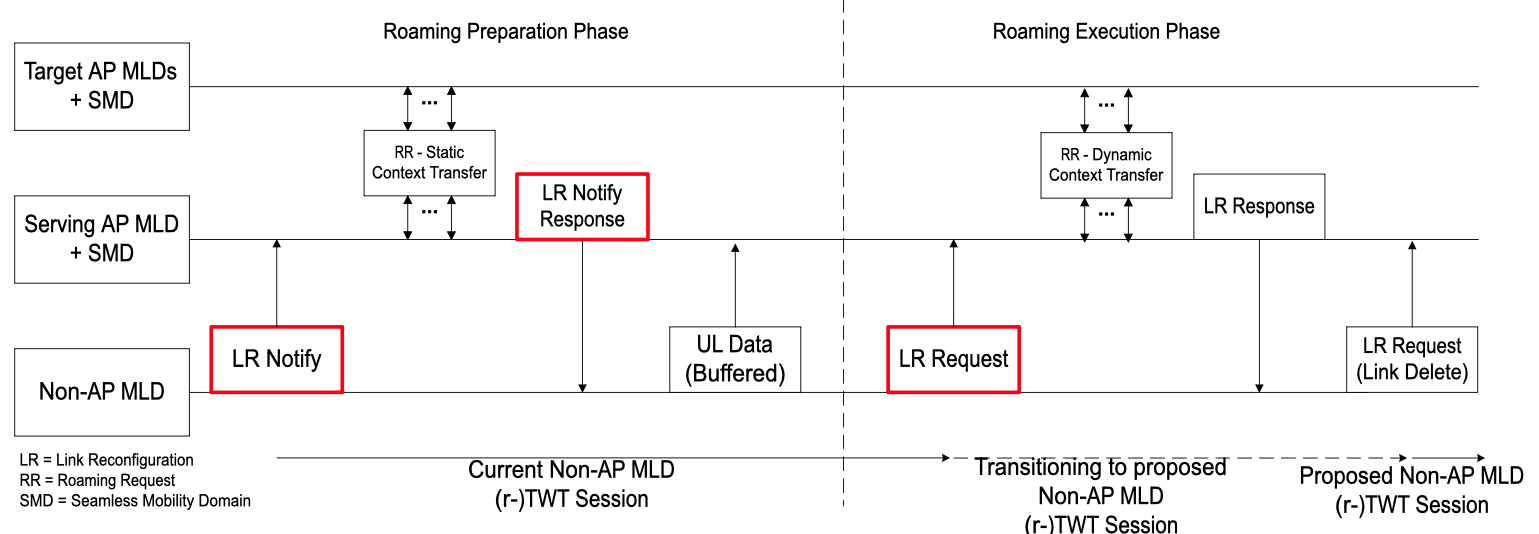 Roaming Preparation Phase
Roaming Execution Phase
Target AP MLDs
+ SMD
...
...
RR - Static
Context Transfer
RR - Dynamic
Context Transfer
...
...
LR Notify
Response
LR Response
Serving AP MLD
+ SMD
LR Notify
UL Data
(Buffered)
LR Request
LR Request
(Link Delete)
Non-AP MLD
LR = Link Reconfiguration
RR = Roaming Request
SMD = Seamless Mobility Domain
Current Non-AP MLD
(r-)TWT Session
Transitioning to proposed
Non-AP MLD
(r-)TWT Session
Proposed Non-AP MLD
(r-)TWT Session